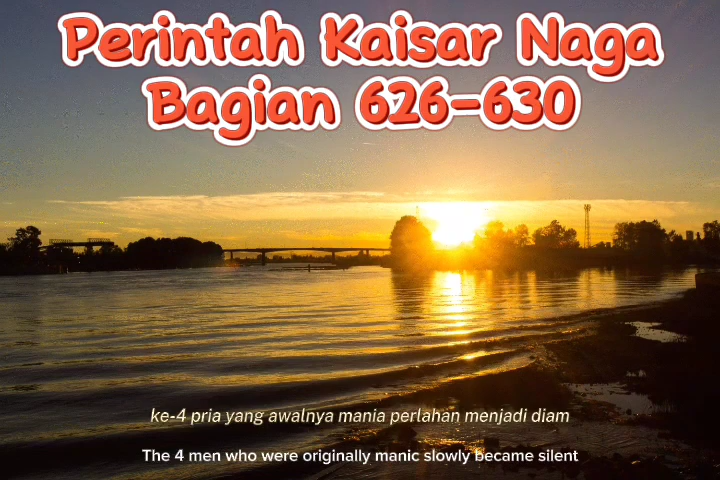 Perintah Kaisar Naga
Bagian 626-630
ke-4 pria yang awalnya mania perlahan menjadi diam
The 4 men who were originally manic slowly became silent